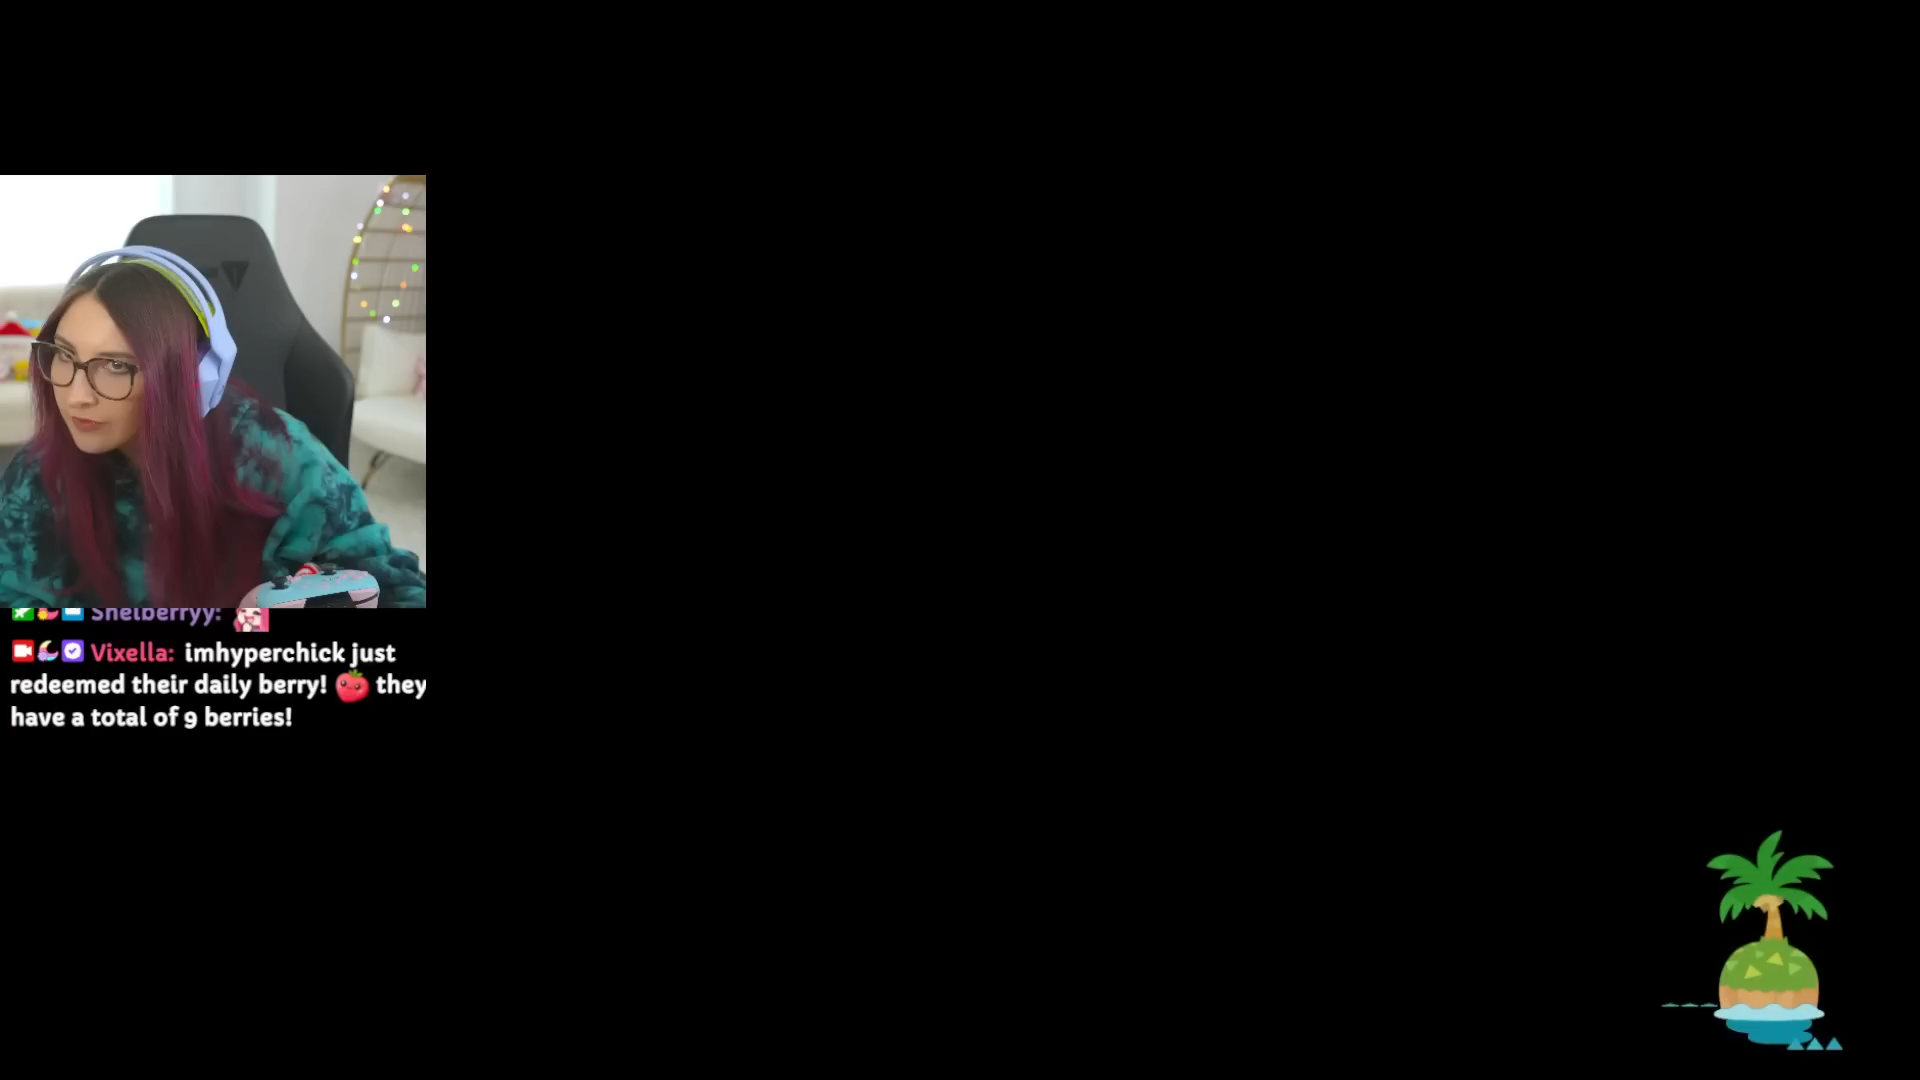 Shelberryy:
Vixella: imhyperchick just
redeemed their daily berry! they
have a total of 9 berries!